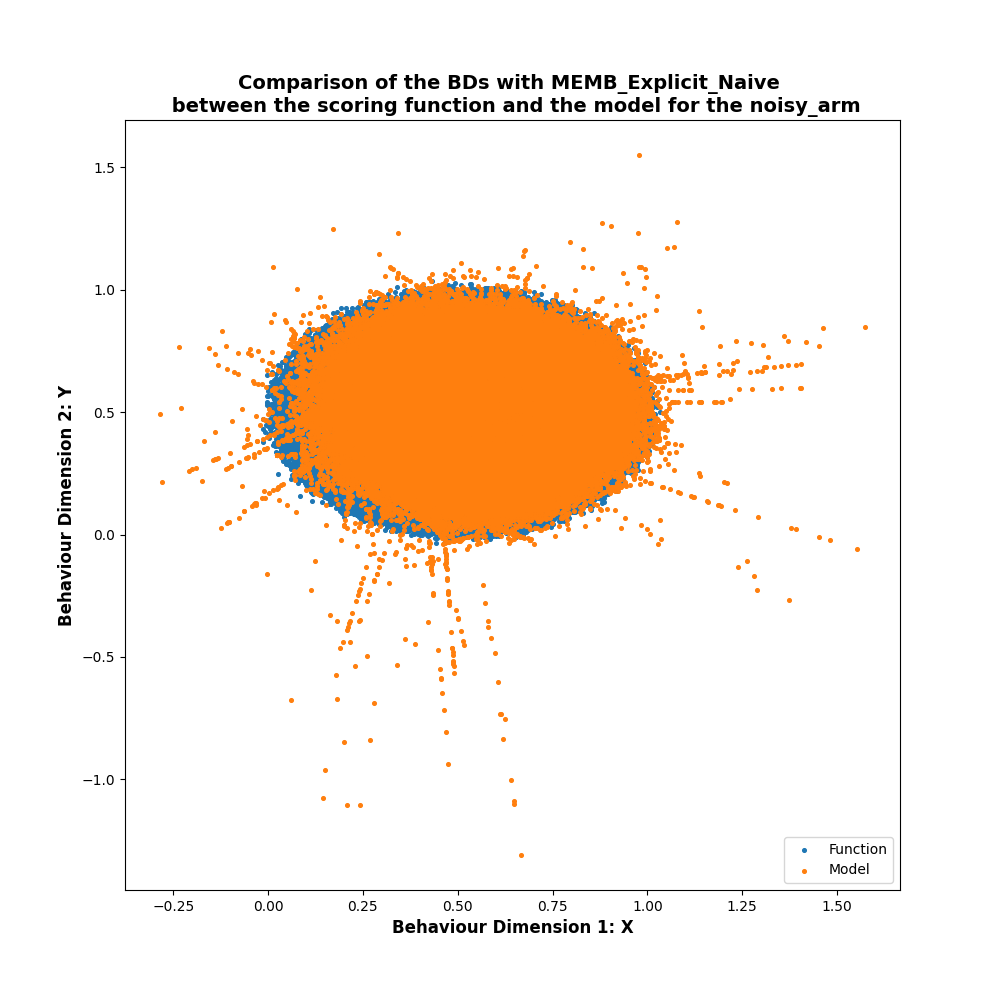 Comparison of the BDs with MEMB_Explicit_Naive
between the scoring function and the model for the noisy_arm
1.5
1.0
0.5
0.0
−0.5
−1.0
Behaviour Dimension 2: Y
Function
Model
−0.25
0.00
0.25
0.50
0.75
1.00
1.25
1.50
Behaviour Dimension 1: X